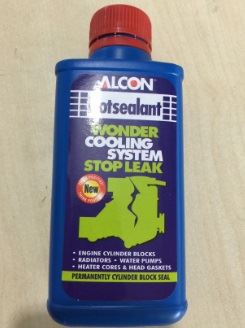 ALCON
otsealant
WONDER
COOLING
SYSTEM
STOP LEAK
New
• ENGINE CYLINDER BLOCKS
• RADIATORS • WATER PUMPS
• HEATER CORES & HEAD GASKETS
PERMANENTLY CYLINDER BLOCK SEAL